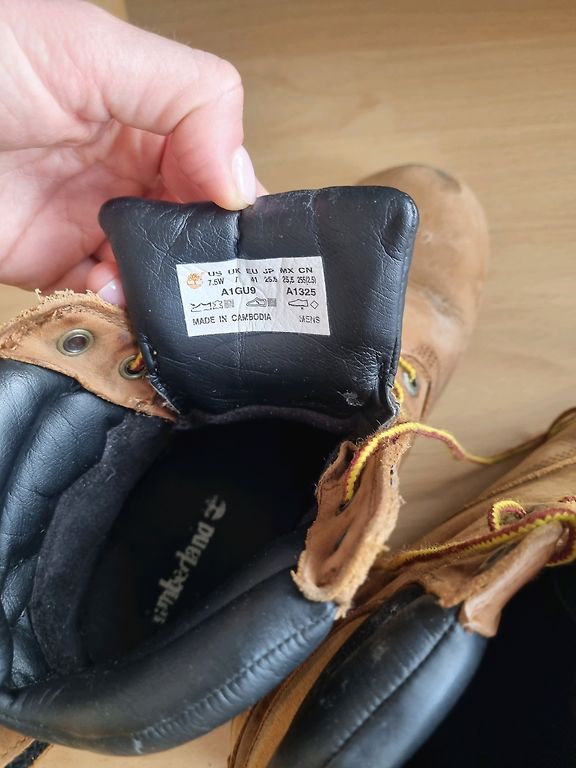 US UK EU JP MX CN
7.5W 7 41 25.5 25,5 255(2.5)
A1GU9 A1325
MADE IN CAMBODIA MENS
Timberland